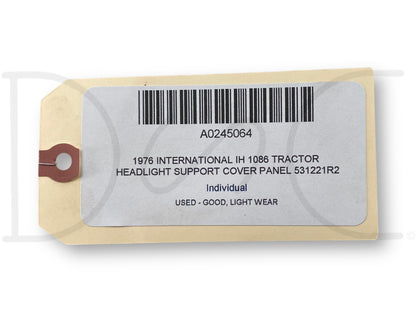 A0245064
1976 INTERNATIONAL IH 1086 TRACTOR
HEADLIGHT SUPPORT COVER PANEL 531221R2
Individual
USED - GOOD, LIGHT WEAR